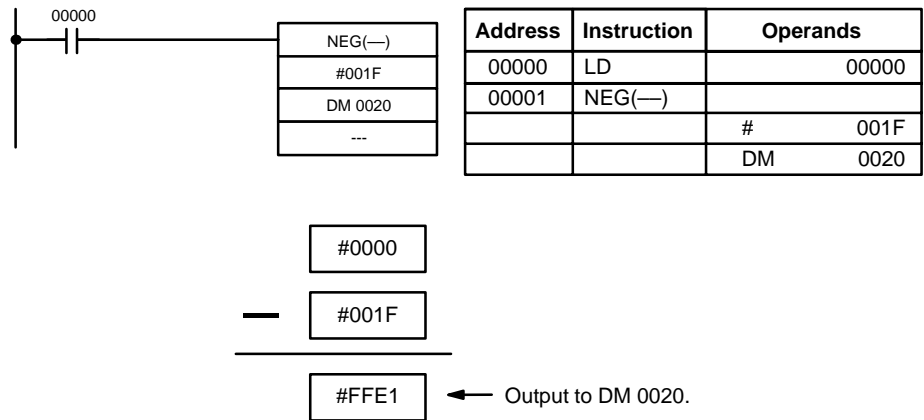 00000
NEG(––)
#001F
DM 0020
---
Address Instruction Operands
00000 LD 00000
00001 NEG(––)
# 001F
DM 0020
#0000
— #001F
#FFE1 Output to DM 0020.